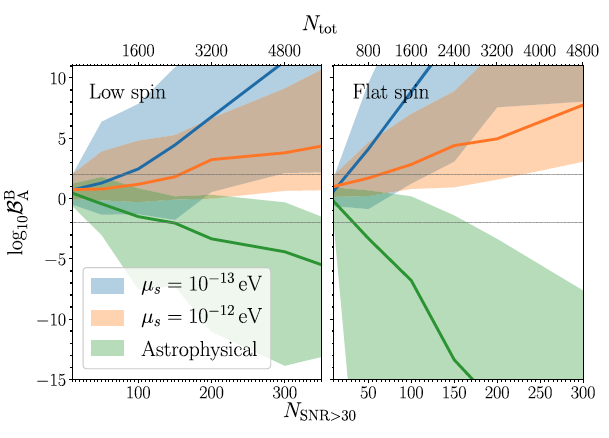 N_tot
1600 3200 4800 800 1600 2400 3200 4000 4800
Low spin Flat spin
log₁₀ 𝓑ᴮ_A
10
5
0
−5
−10
−15
μ_s = 10⁻¹³ eV
μ_s = 10⁻¹² eV
Astrophysical
100 200 300 50 100 150 200 250 300
N_SNR>30